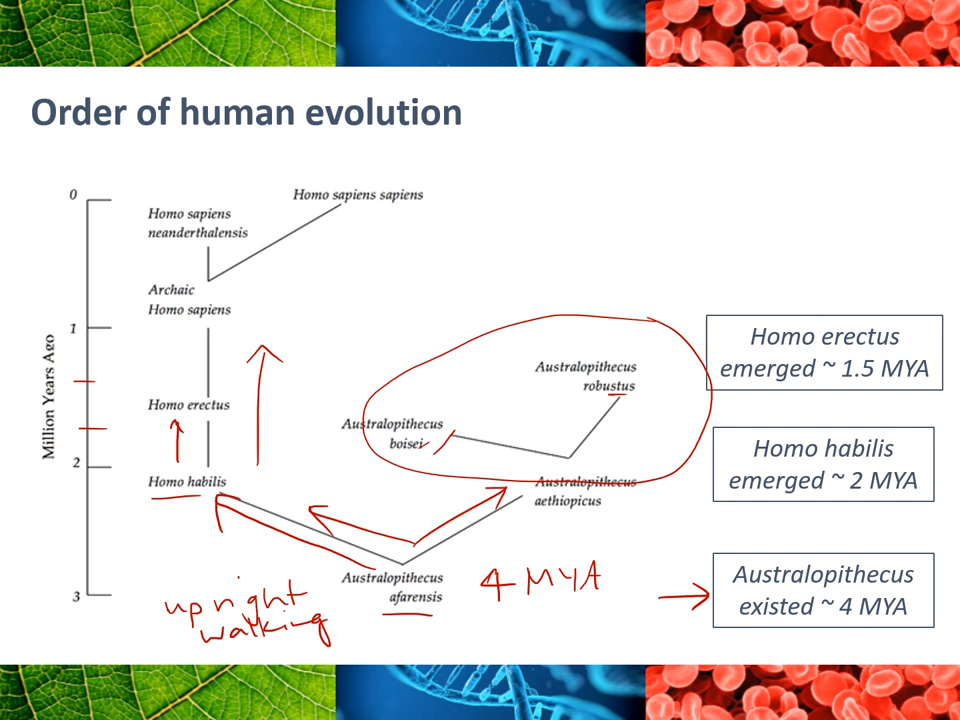 Order of human evolution
0
Homo sapiens sapiens
Homo sapiens
neanderthalensis
Archaic
Homo sapiens
1
Million Years Ago
Homo erectus
emerged ~ 1.5 MYA
Australopithecus
robustus
Homo erectus
Australopithecus
boisei
2
Homo habilis
Australopithecus
aethiopicus
Homo habilis
emerged ~ 2 MYA
3
Australopithecus
afarensis
4 MYA
upright
walking
Australopithecus
existed ~ 4 MYA